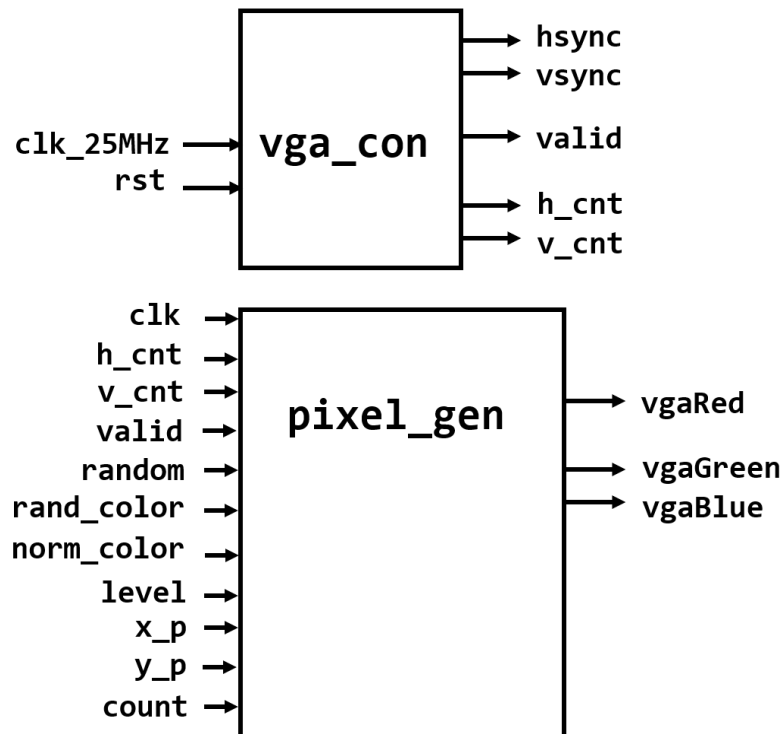 hsync
vsync
clk_25MHz
vga_con
valid
rst
h_cnt
v_cnt
clk
h_cnt
v_cnt
valid
random
rand_color
norm_color
level
x_p
y_p
count
pixel_gen
vgaRed
vgaGreen
vgaBlue